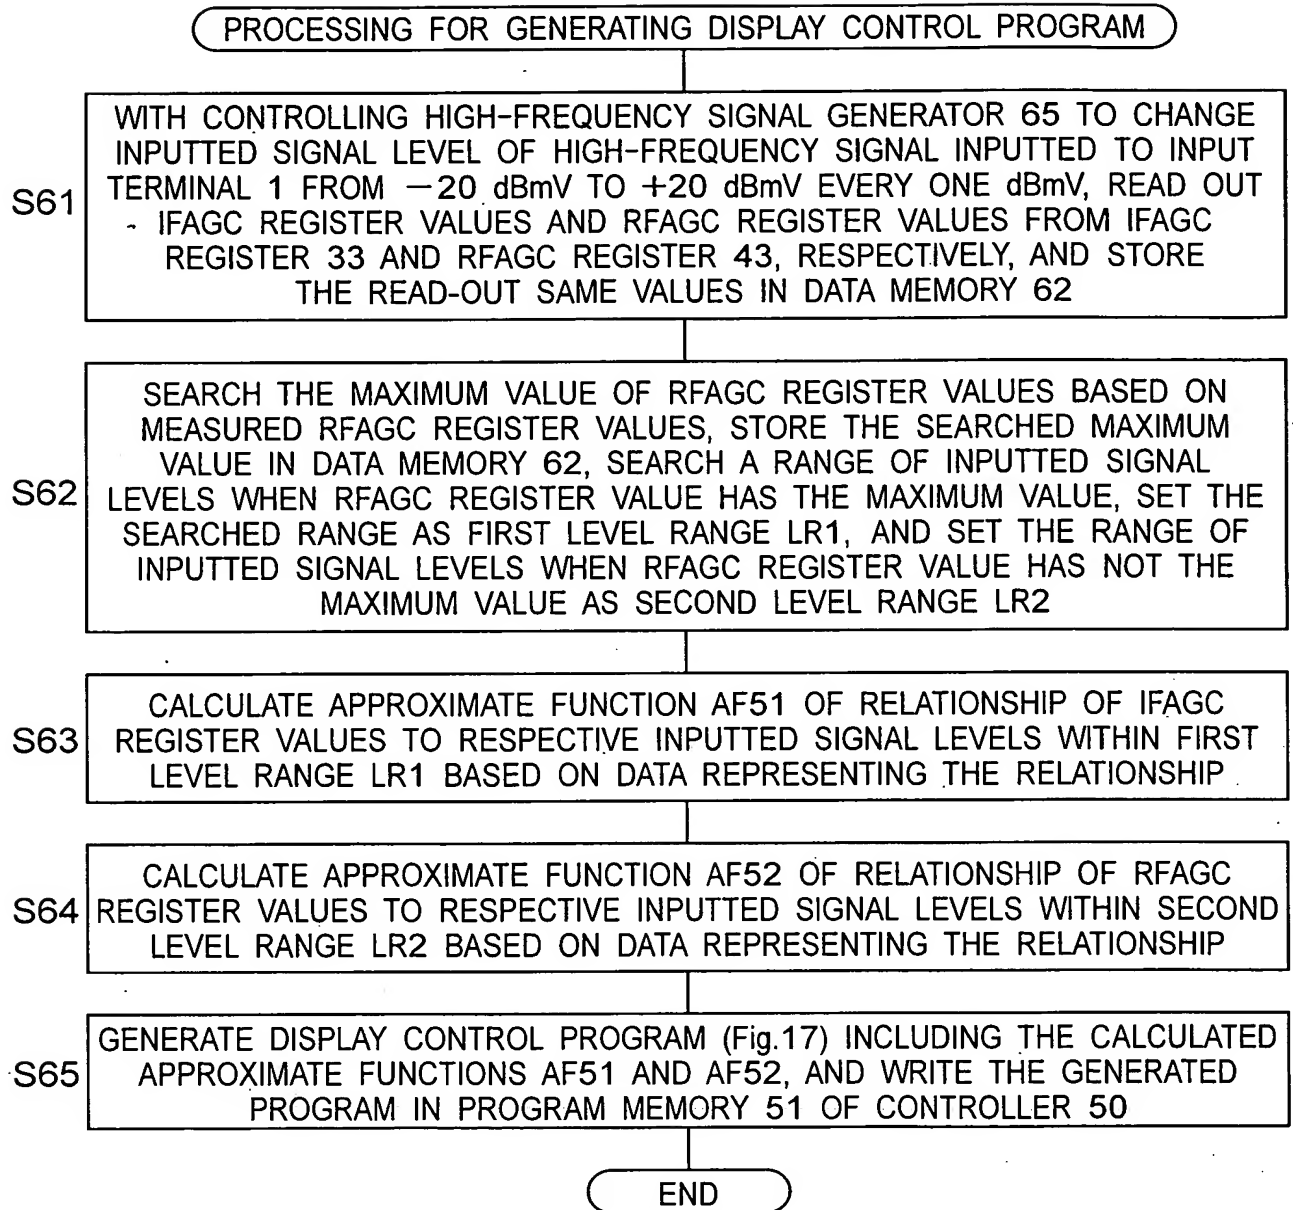 PROCESSING FOR GENERATING DISPLAY CONTROL PROGRAM
S61
WITH CONTROLLING HIGH-FREQUENCY SIGNAL GENERATOR 65 TO CHANGE
INPUTTED SIGNAL LEVEL OF HIGH-FREQUENCY SIGNAL INPUTTED TO INPUT
TERMINAL 1 FROM −20 dBmV TO +20 dBmV EVERY ONE dBmV, READ OUT
IFAGC REGISTER VALUES AND RFAGC REGISTER VALUES FROM IFAGC
REGISTER 33 AND RFAGC REGISTER 43, RESPECTIVELY, AND STORE
THE READ-OUT SAME VALUES IN DATA MEMORY 62
S62
SEARCH THE MAXIMUM VALUE OF RFAGC REGISTER VALUES BASED ON
MEASURED RFAGC REGISTER VALUES, STORE THE SEARCHED MAXIMUM
VALUE IN DATA MEMORY 62, SEARCH A RANGE OF INPUTTED SIGNAL
LEVELS WHEN RFAGC REGISTER VALUE HAS THE MAXIMUM VALUE, SET THE
SEARCHED RANGE AS FIRST LEVEL RANGE LR1, AND SET THE RANGE OF
INPUTTED SIGNAL LEVELS WHEN RFAGC REGISTER VALUE HAS NOT THE
MAXIMUM VALUE AS SECOND LEVEL RANGE LR2
S63
CALCULATE APPROXIMATE FUNCTION AF51 OF RELATIONSHIP OF IFAGC
REGISTER VALUES TO RESPECTIVE INPUTTED SIGNAL LEVELS WITHIN FIRST
LEVEL RANGE LR1 BASED ON DATA REPRESENTING THE RELATIONSHIP
S64
CALCULATE APPROXIMATE FUNCTION AF52 OF RELATIONSHIP OF RFAGC
REGISTER VALUES TO RESPECTIVE INPUTTED SIGNAL LEVELS WITHIN SECOND
LEVEL RANGE LR2 BASED ON DATA REPRESENTING THE RELATIONSHIP
S65
GENERATE DISPLAY CONTROL PROGRAM (Fig.17) INCLUDING THE CALCULATED
APPROXIMATE FUNCTIONS AF51 AND AF52, AND WRITE THE GENERATED
PROGRAM IN PROGRAM MEMORY 51 OF CONTROLLER 50
END